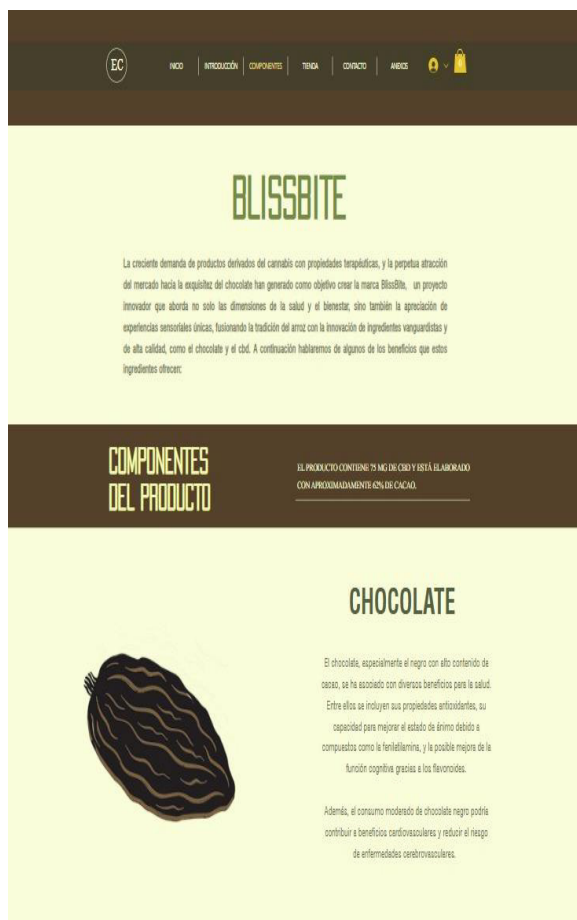 EC
INICIO
INTRODUCCIÓN
COMPONENTES
TIENDA
CONTACTO
ANEXOS
BLISSBITE
La creciente demanda de productos derivados del cannabis con propiedades terapéuticas, y la perpetua atracción
del mercado hacia la exquisitez del chocolate han generado como objetivo crear la marca BlissBite, un proyecto
innovador que aborda no solo las dimensiones de la salud y el bienestar, sino también la apreciación de
experiencias sensoriales únicas, fusionando la tradición del arroz con la innovación de ingredientes vanguardistas y
de alta calidad, como el chocolate y el cbd. A continuación hablaremos de algunos de los beneficios que estos
ingredientes ofrecen:
COMPONENTES
DEL PRODUCTO
EL PRODUCTO CONTIENE 75 MG DE CBD Y ESTÁ ELABORADO
CON APROXIMADAMENTE 62% DE CACAO.
CHOCOLATE
El chocolate, especialmente el negro con alto contenido de
cacao, se ha asociado con diversos beneficios para la salud.
Entre ellos se incluyen sus propiedades antioxidantes, su
capacidad para mejorar el estado de ánimo debido a
compuestos como la feniletilamina, y la posible mejora de la
función cognitiva gracias a los flavonoides.
Además, el consumo moderado de chocolate negro podría
contribuir a beneficios cardiovasculares y reducir el riesgo
de enfermedades cerebrovasculares.